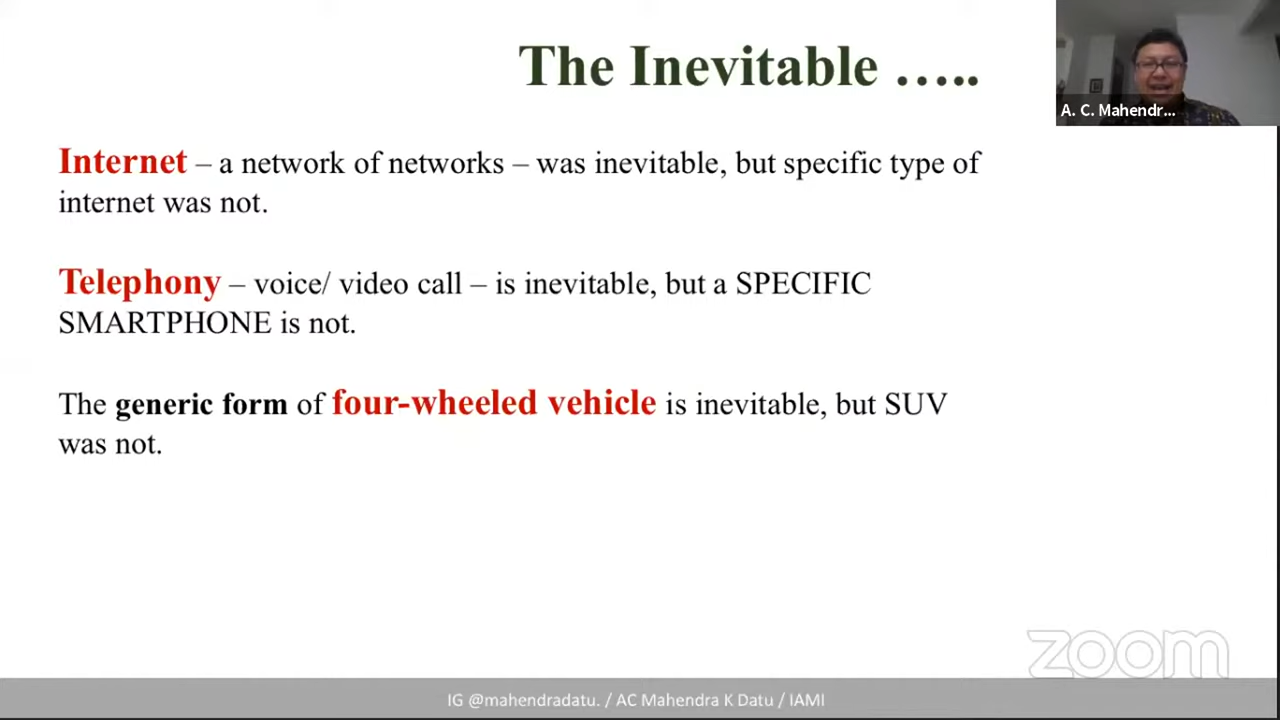 The Inevitable …..
A. C. Mahendr...
Internet – a network of networks – was inevitable, but specific type of
internet was not.
Telephony – voice/ video call – is inevitable, but a SPECIFIC
SMARTPHONE is not.
The generic form of four-wheeled vehicle is inevitable, but SUV
was not.
zoom
IG @mahendradatu. / AC Mahendra K Datu / IAMI